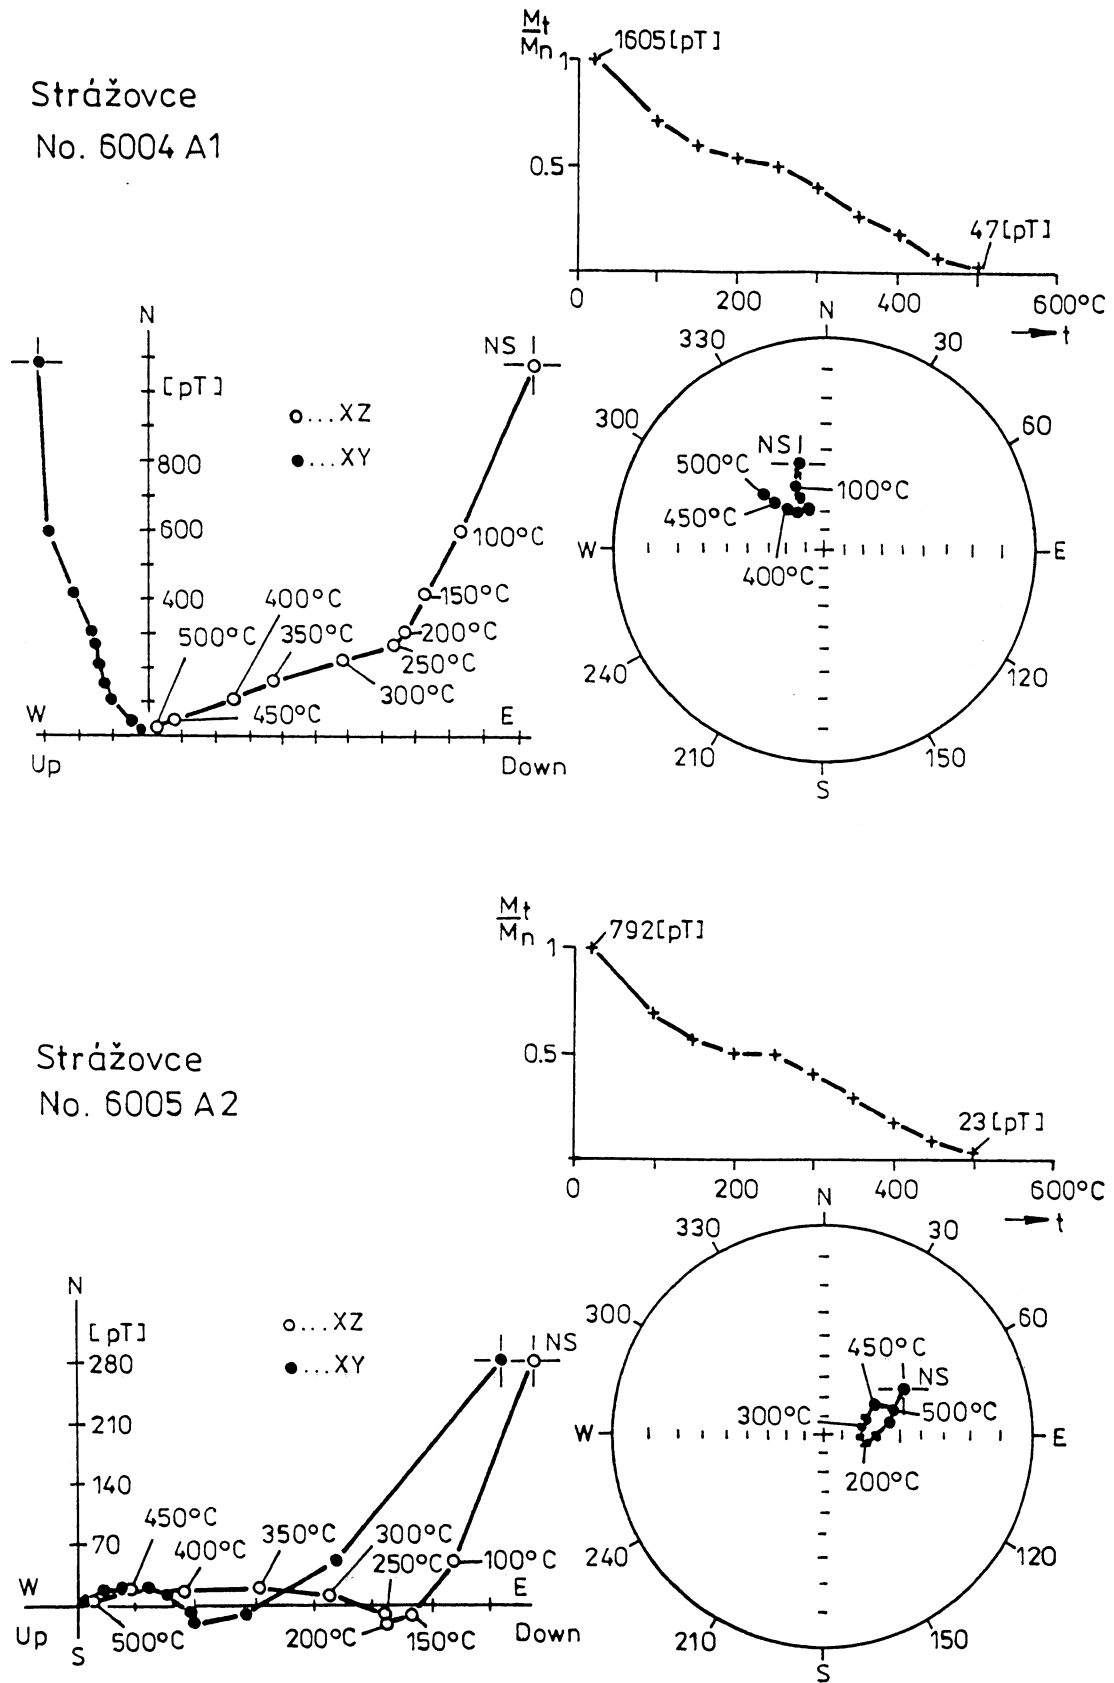 Strážovce
No. 6004 A1
Mt
Mn
1
0.5
1605[pT]
47[pT]
0
200
400
600°C
t
N
[pT]
800
600
400
W
E
Up
Down
o...XZ
●...XY
NS
100°C
150°C
200°C
250°C
300°C
350°C
400°C
450°C
500°C
N
30
60
E
120
150
S
210
240
W
300
330
NS
100°C
500°C
450°C
400°C
Strážovce
No. 6005 A2
Mt
Mn
1
0.5
792[pT]
23[pT]
0
200
400
600°C
t
N
[pT]
280
210
140
70
W
E
Up
Down
S
o...XZ
●...XY
NS
100°C
150°C
200°C
250°C
300°C
350°C
400°C
450°C
500°C
N
30
60
E
120
150
S
210
240
W
300
330
450°C
NS
500°C
300°C
200°C